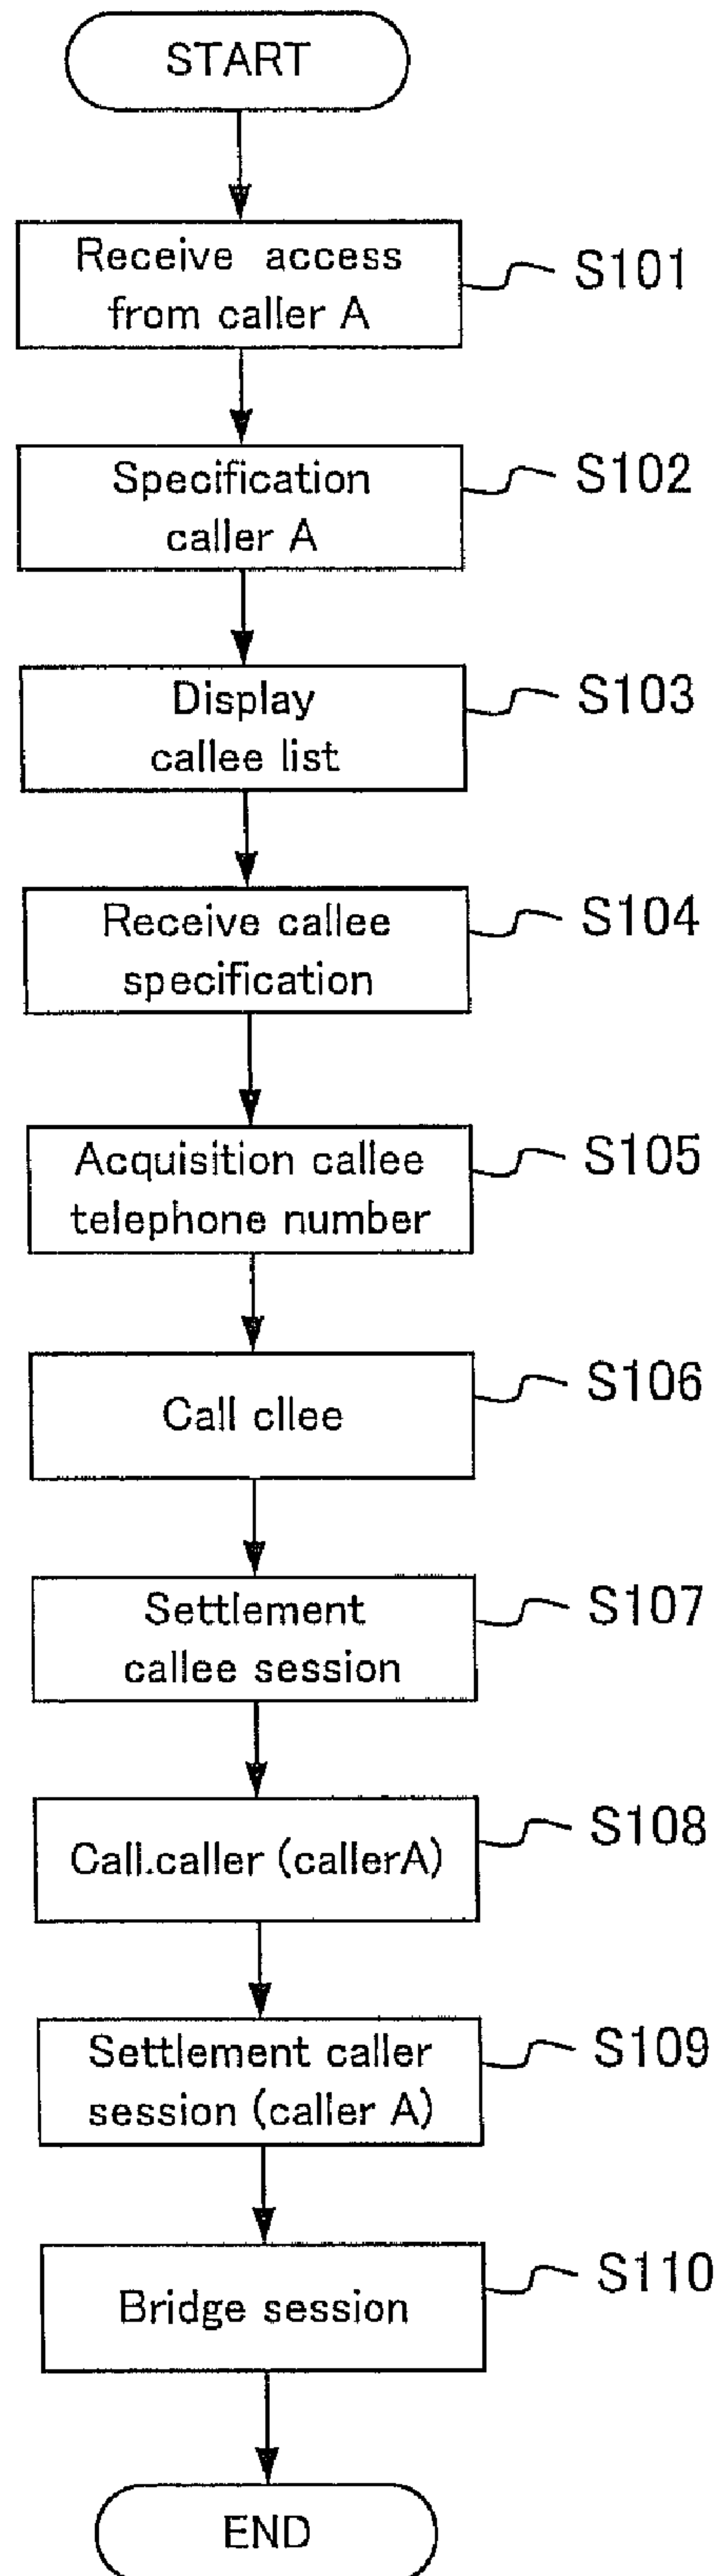 START
Receive access
from caller A
S101
Specification
caller A
S102
Display
callee list
S103
Receive callee
specification
S104
Acquisition callee
telephone number
S105
Call cllee
S106
Settlement
callee session
S107
Call.caller (callerA)
S108
Settlement caller
session (caller A)
S109
Bridge session
S110
END